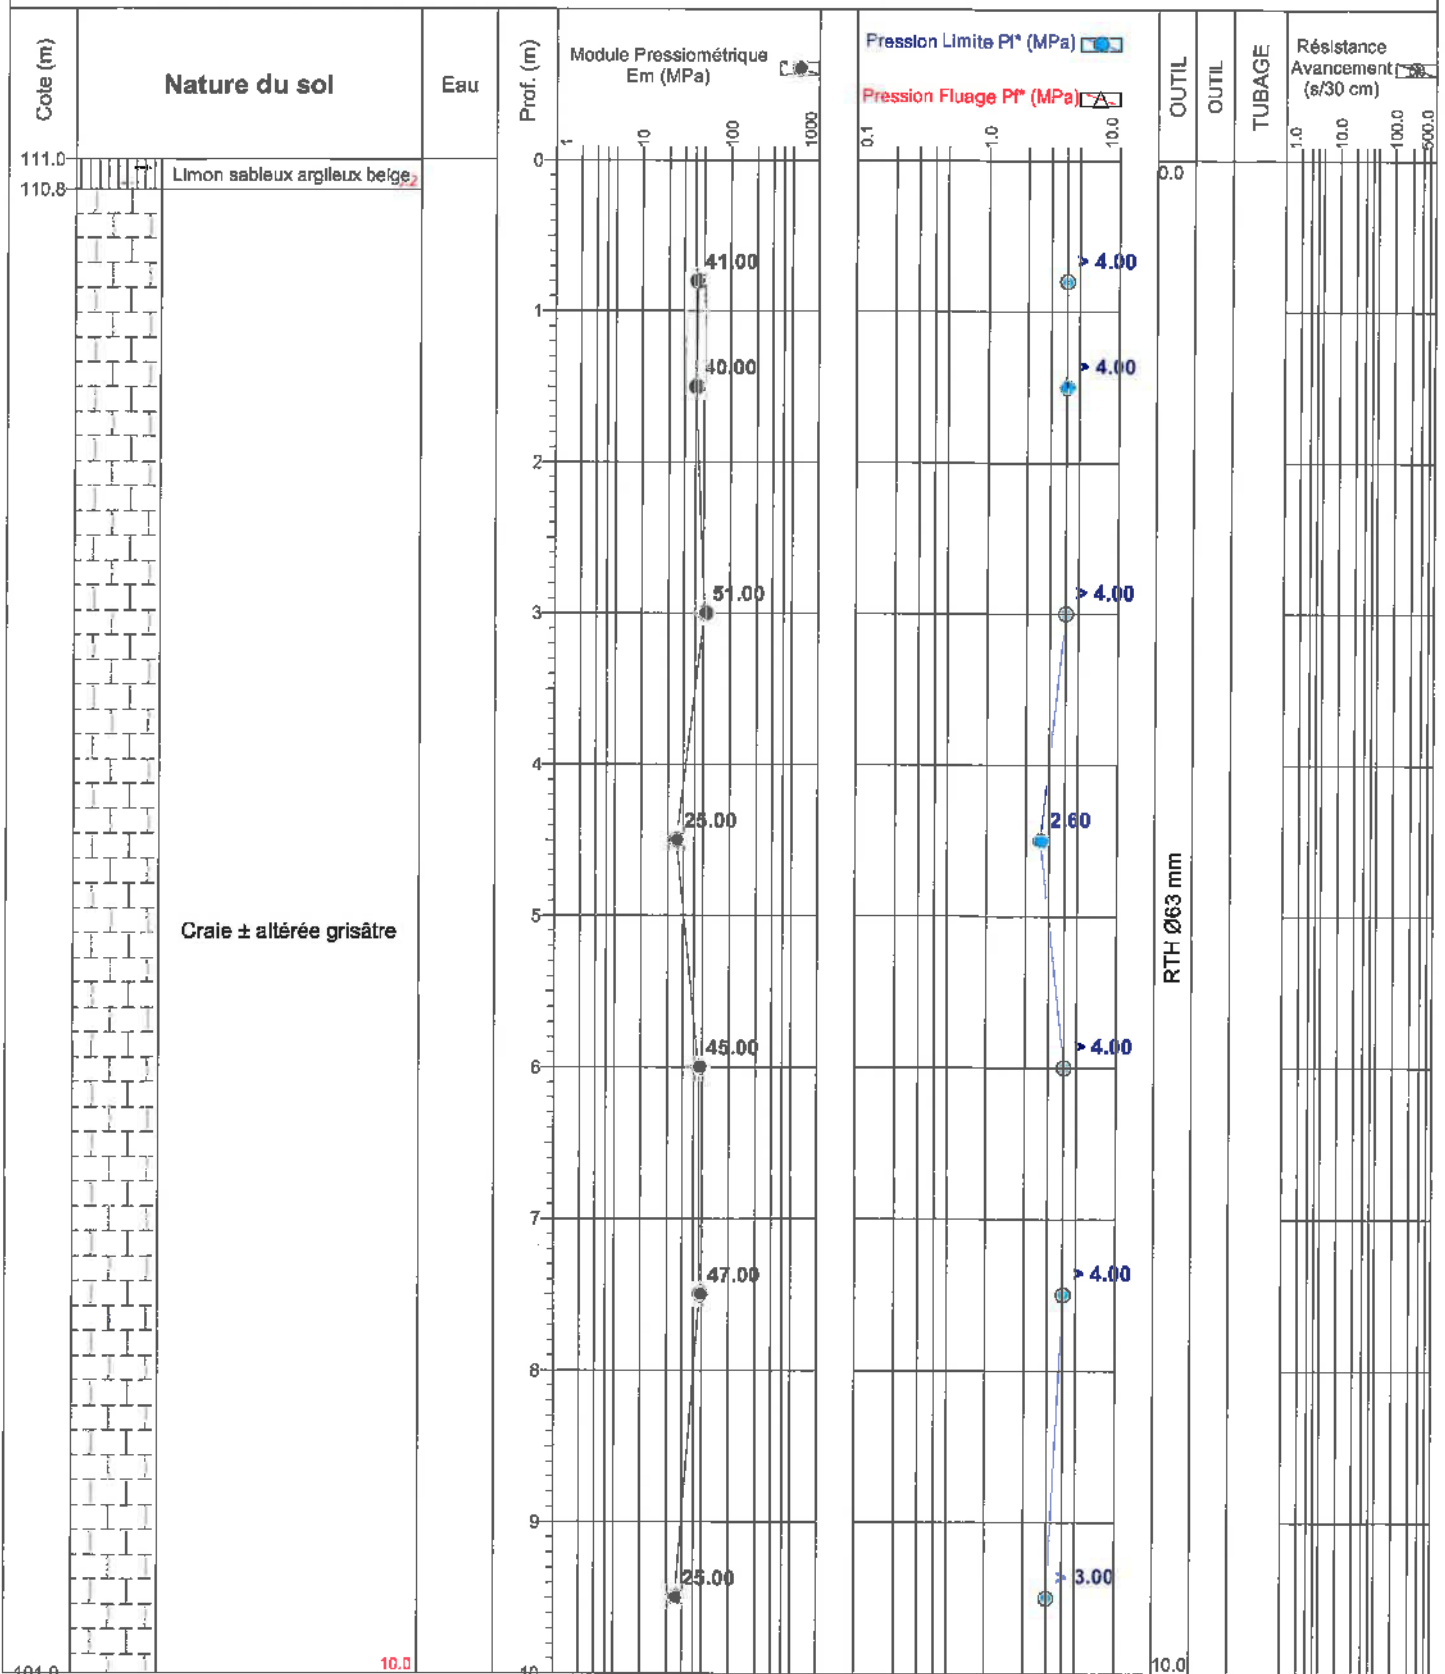 Cote (m)
Nature du sol
Eau
Prof. (m)
Module Pressiométrique
Em (MPa)
1
10
100
1000
Pression Limite Pl* (MPa)
Pression Fluage Pf* (MPa)
0.1
1.0
10.0
OUTIL
OUTIL
TUBAGE
Résistance
Avancement
(s/30 cm)
1.0
10.0
100.0
500.0
111.0
Limon sableux argileux beige
110.8
0
0.0
41.00
> 4.00
1
40.00
> 4.00
2
51.00
> 4.00
3
4
25.00
2.60
5
Craie ± altérée grisâtre
RTH Ø63 mm
45.00
> 4.00
6
7
47.00
> 4.00
8
9
25.00
> 3.00
10.0
10.0